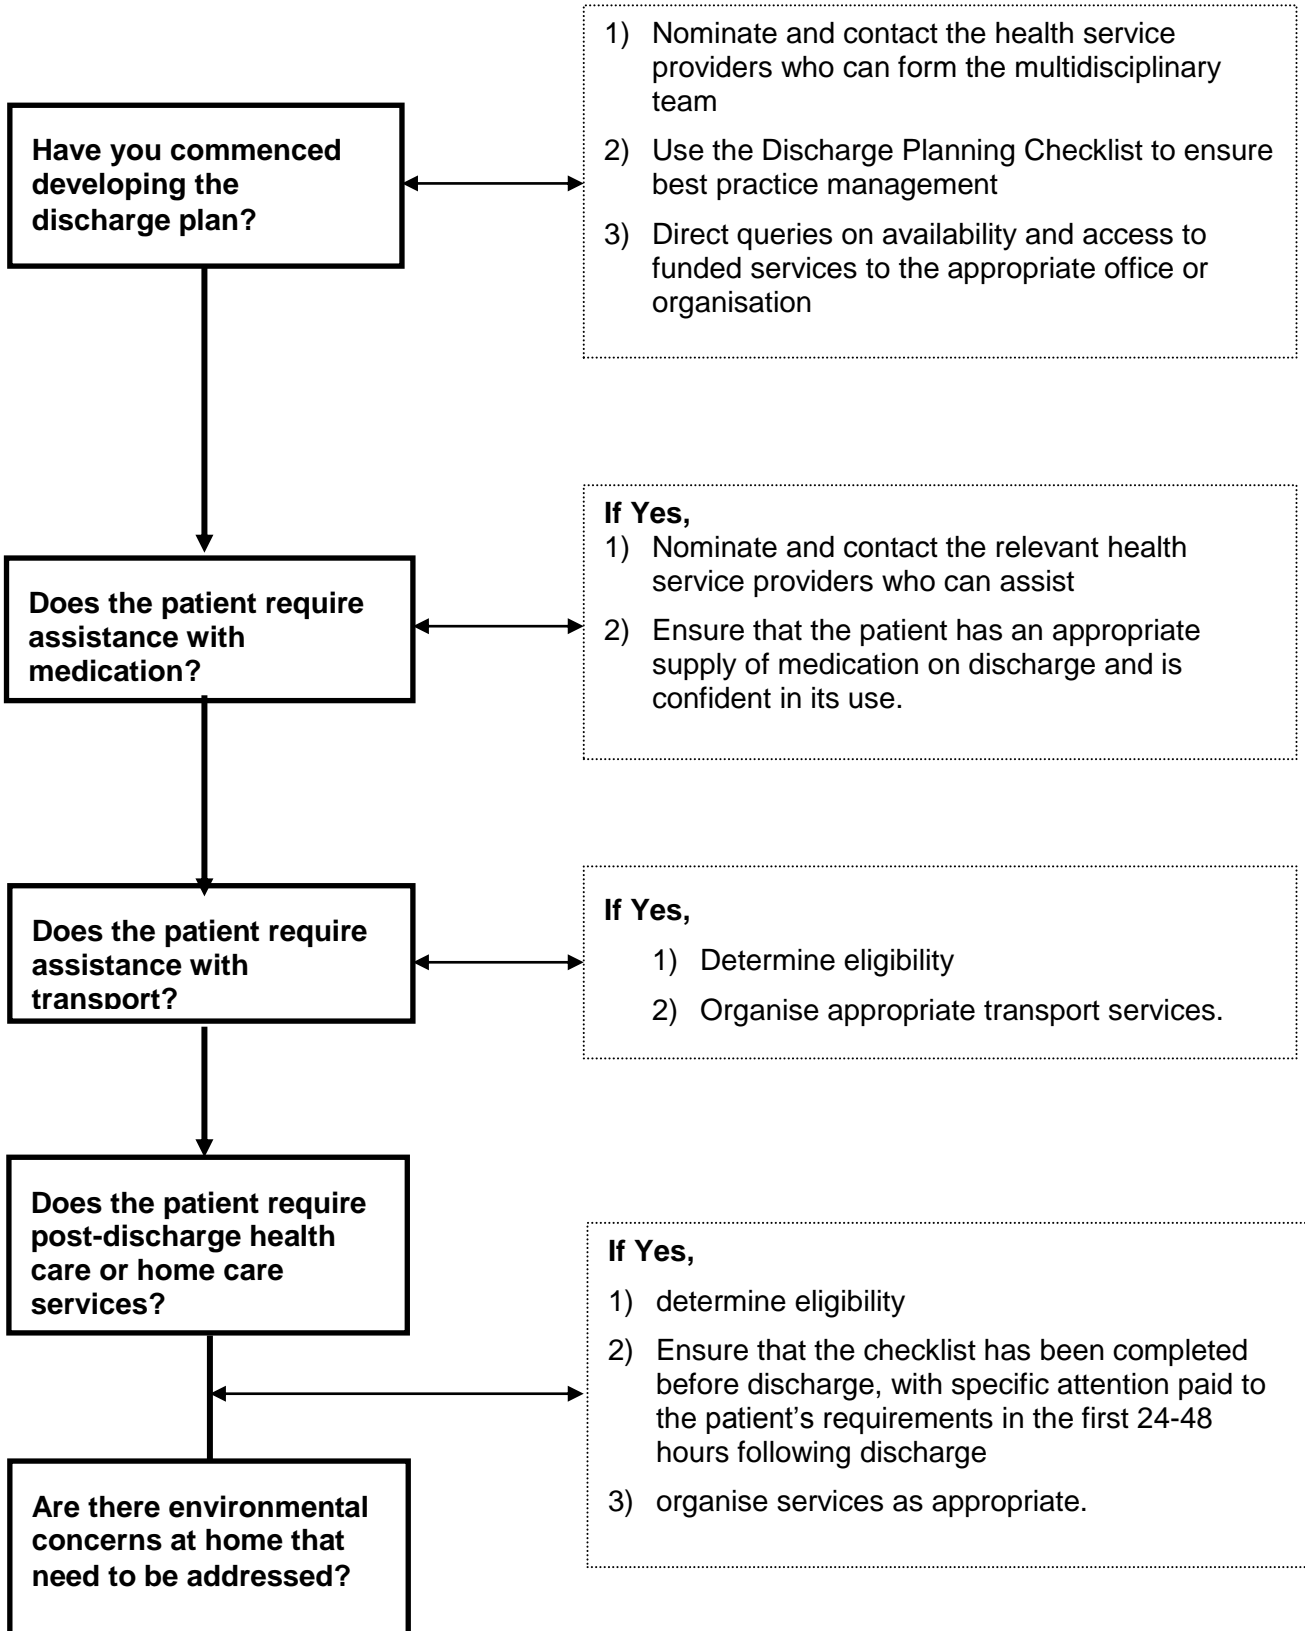 Have you commenced
developing the
discharge plan?
1) Nominate and contact the health service
providers who can form the multidisciplinary
team
2) Use the Discharge Planning Checklist to ensure
best practice management
3) Direct queries on availability and access to
funded services to the appropriate office or
organisation
Does the patient require
assistance with
medication?
If Yes,
1) Nominate and contact the relevant health
service providers who can assist
2) Ensure that the patient has an appropriate
supply of medication on discharge and is
confident in its use.
Does the patient require
assistance with
transport?
If Yes,
1) Determine eligibility
2) Organise appropriate transport services.
Does the patient require
post-discharge health
care or home care
services?
If Yes,
1) determine eligibility
2) Ensure that the checklist has been completed
before discharge, with specific attention paid to
the patient’s requirements in the first 24-48
hours following discharge
3) organise services as appropriate.
Are there environmental
concerns at home that
need to be addressed?